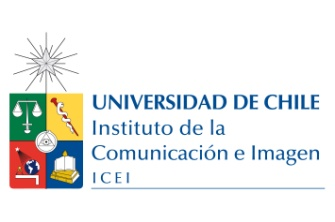 UNIVERSIDAD DE CHILE
Instituto de la
Comunicación e Imagen
ICEI